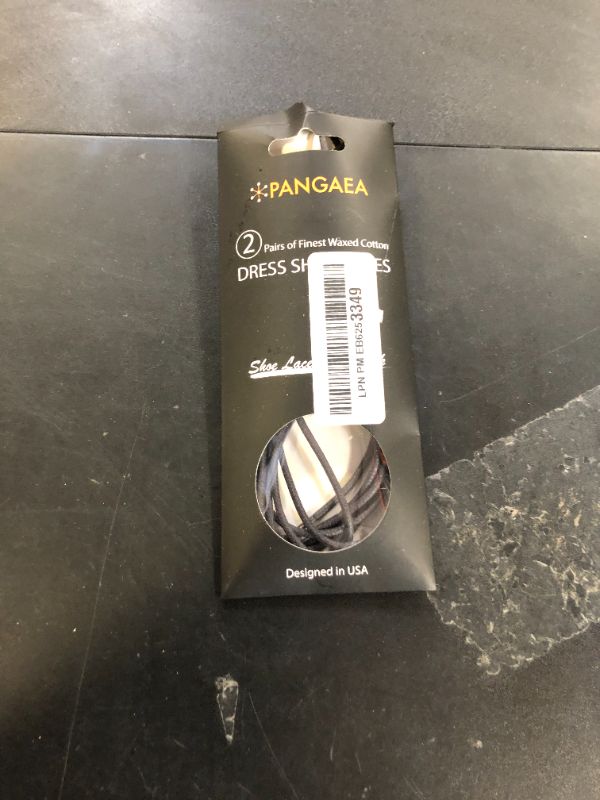 PANGAEA
2 Pairs of Finest Waxed Cotton
DRESS SH ES
Shoe Lace
LPN PM EB6253349
Designed in USA